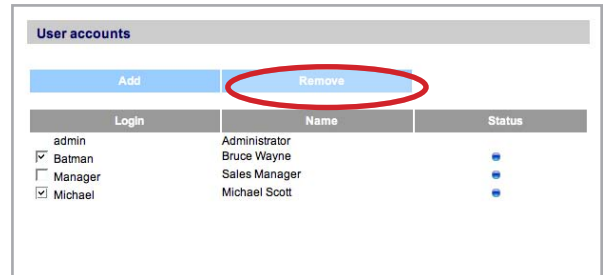 User accounts
Add Remove
Login Name Status
admin Administrator
Batman Bruce Wayne
Manager Sales Manager
Michael Michael Scott